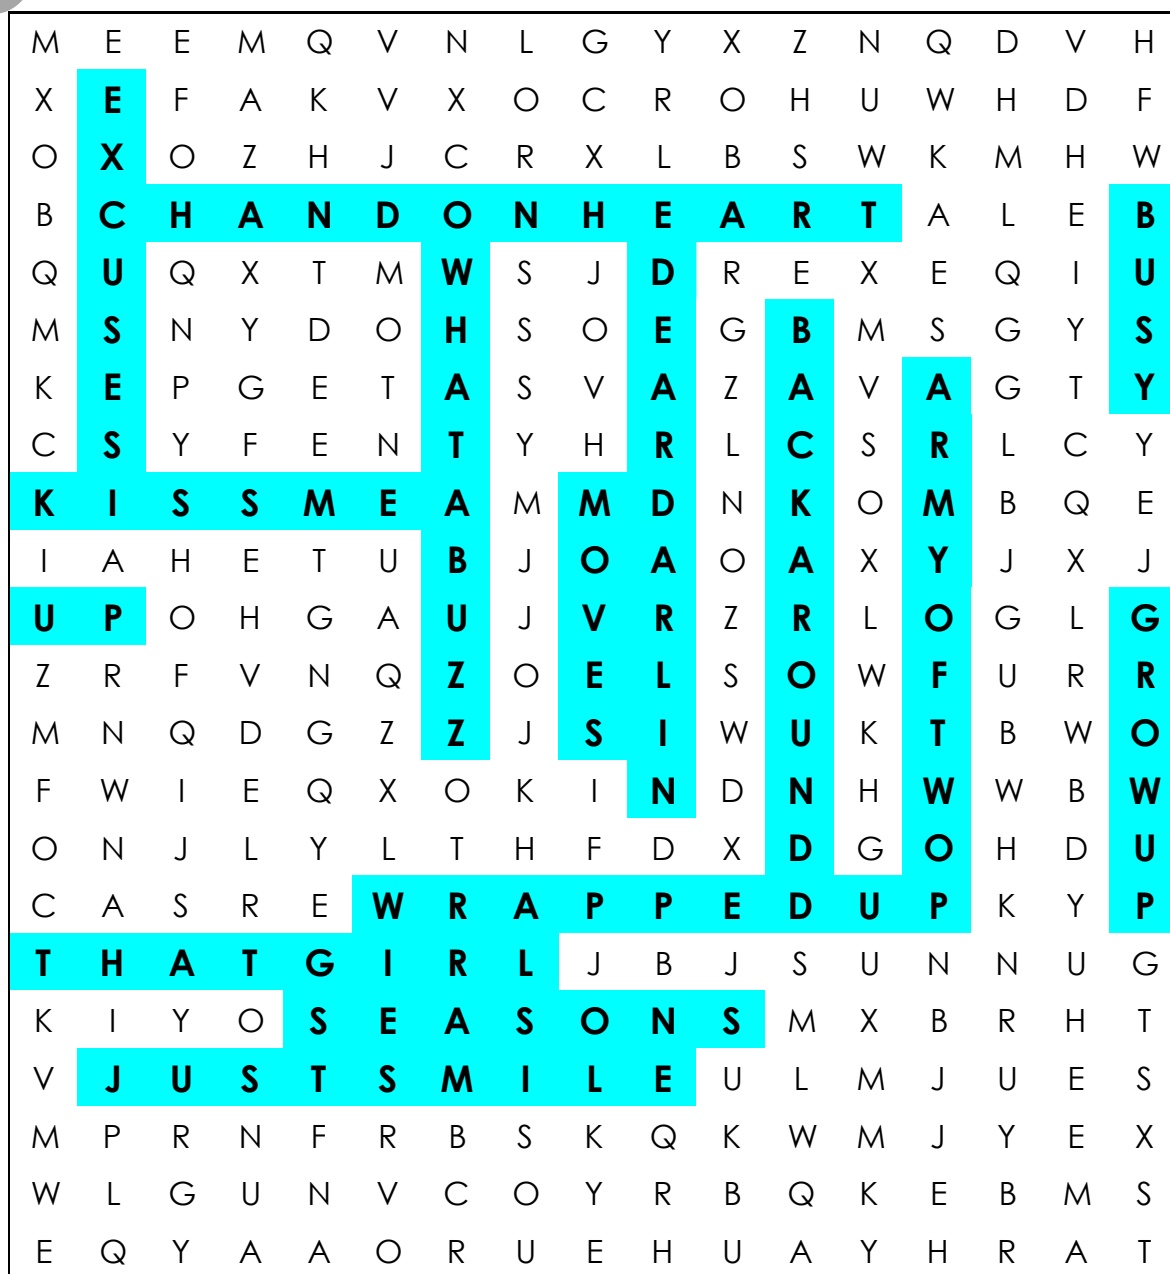 M E E M Q V N L G Y X Z N Q D V H
X E F A K V X O C R O H U W H D F
O X O Z H J C R X L B S W K M H W
B C H A N D O N H E A R T A L E B
Q U Q X T M W S J D R E X E Q I U
M S N Y D O H S O E G B M S G Y S
K E P G E T A S V A Z A V A G T Y
C S Y F E N T Y H R L C S R L C Y
K I S S M E A M M D N K O M B Q E
I A H E T U B J O A O A X Y J X J
U P O H G A U J V R Z R L O G L G
Z R F V N Q Z O E L S O W F U R R
M N Q D G Z Z J S I W U K T B W O
F W I E Q X O K I N D N H W W B W
O N J L Y L T H F D X D G O H D U
C A S R E W R A P P E D U P K Y P
T H A T G I R L J B J S U N N U G
K I Y O S E A S O N S M X B R H T
V J U S T S M I L E U L M J U E S
M P R N F R B S K Q K W M J Y E X
W L G U N V C O Y R B Q K E B M S
E Q Y A A O R U E H U A Y H R A T